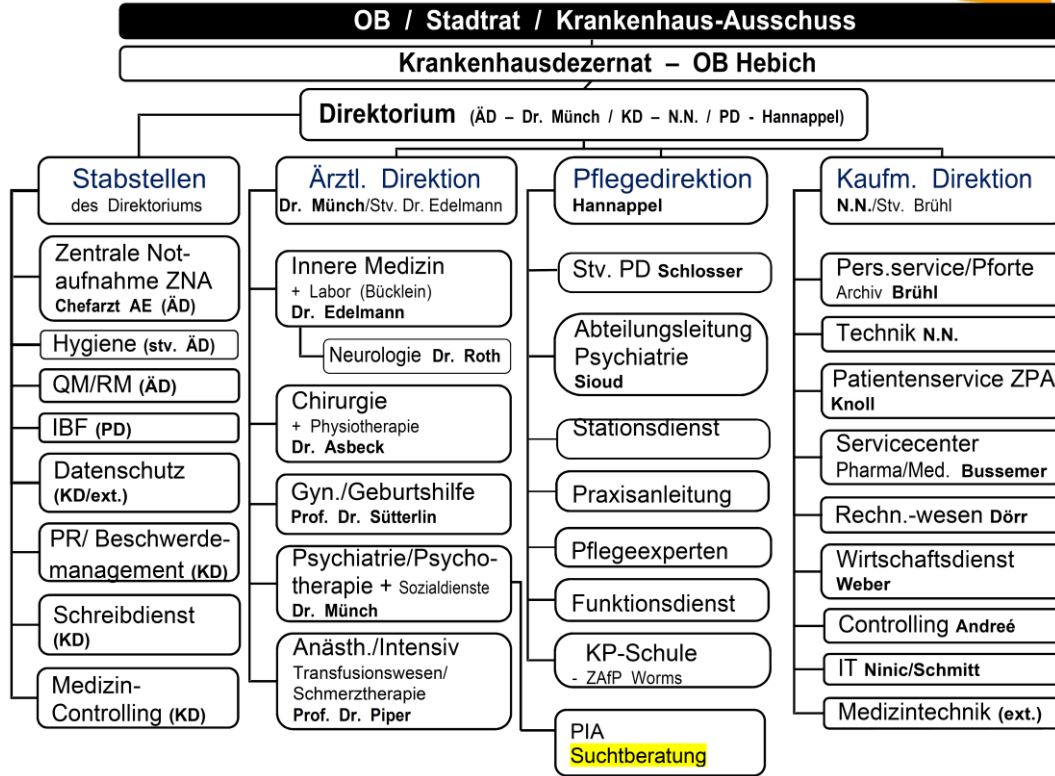 OB / Stadtrat / Krankenhaus-Ausschuss
Krankenhausdezernat – OB Hebich
Direktorium (ÄD – Dr. Münch / KD – N.N. / PD - Hannappel)
Stabstellen
des Direktoriums
Zentrale Not-
aufnahme ZNA
Chefarzt AE (ÄD)
Hygiene (stv. ÄD)
QM/RM (ÄD)
IBF (PD)
Datenschutz
(KD/ext.)
PR/ Beschwerde-
management (KD)
Schreibdienst
(KD)
Medizin-
Controlling (KD)
Ärztl. Direktion
Dr. Münch/Stv. Dr. Edelmann
Innere Medizin
+ Labor (Bücklein)
Dr. Edelmann
Neurologie Dr. Roth
Chirurgie
+ Physiotherapie
Dr. Asbeck
Gyn./Geburtshilfe
Prof. Dr. Sütterlin
Psychiatrie/Psycho-
therapie + Sozialdienste
Dr. Münch
Anästh./Intensiv
Transfusionswesen/
Schmerztherapie
Prof. Dr. Piper
Pflegedirektion
Hannappel
Stv. PD Schlosser
Abteilungsleitung
Psychiatrie
Sioud
Stationsdienst
Praxisanleitung
Pflegeexperten
Funktionsdienst
KP-Schule
- ZAfP Worms
PIA
Suchtberatung
Kaufm. Direktion
N.N./Stv. Brühl
Pers.service/Pforte
Archiv Brühl
Technik N.N.
Patientenservice ZPA
Knoll
Servicecenter
Pharma/Med. Bussemer
Rechn.-wesen Dörr
Wirtschaftsdienst
Weber
Controlling Andreé
IT Ninic/Schmitt
Medizintechnik (ext.)